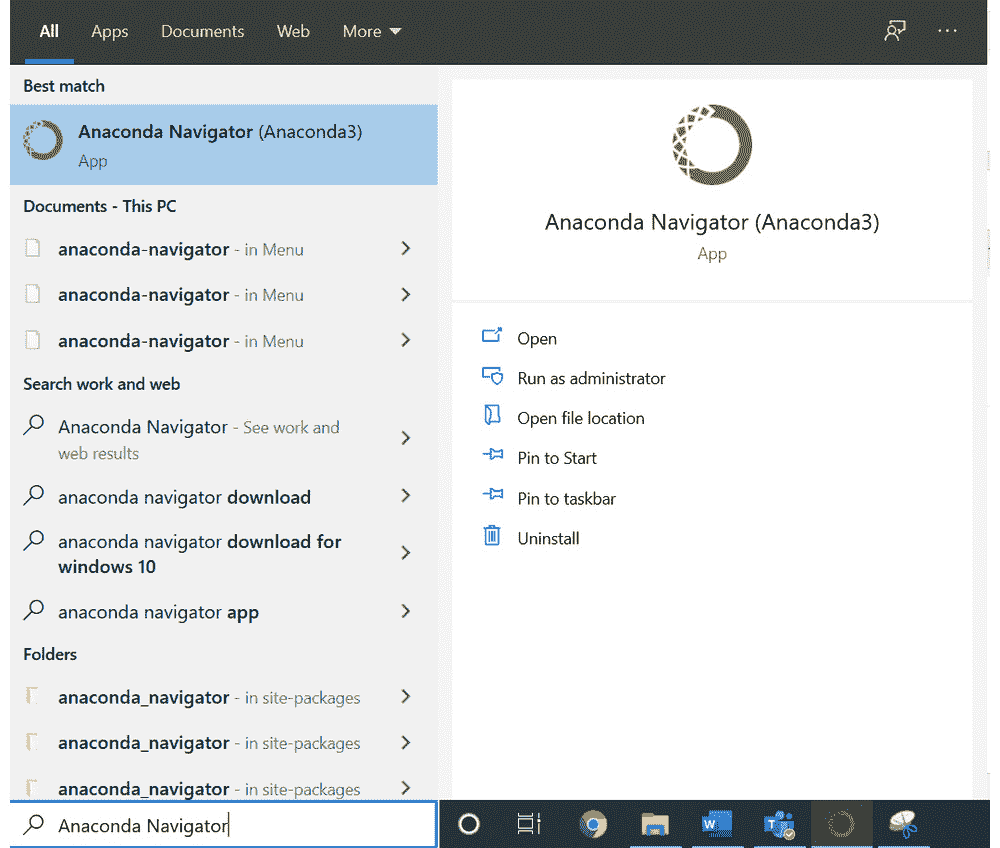 All Apps Documents Web More
Best match
Anaconda Navigator (Anaconda3)
App
Documents - This PC
anaconda-navigator - in Menu
anaconda-navigator - in Menu
anaconda-navigator - in Menu
Search work and web
Anaconda Navigator - See work and
web results
anaconda navigator download
anaconda navigator download for
windows 10
anaconda navigator app
Folders
anaconda_navigator - in site-packages
anaconda_navigator - in site-packages
anaconda_navigator - in site-packages
Anaconda Navigator
Anaconda Navigator (Anaconda3)
App
Open
Run as administrator
Open file location
Pin to Start
Pin to taskbar
Uninstall
W
T